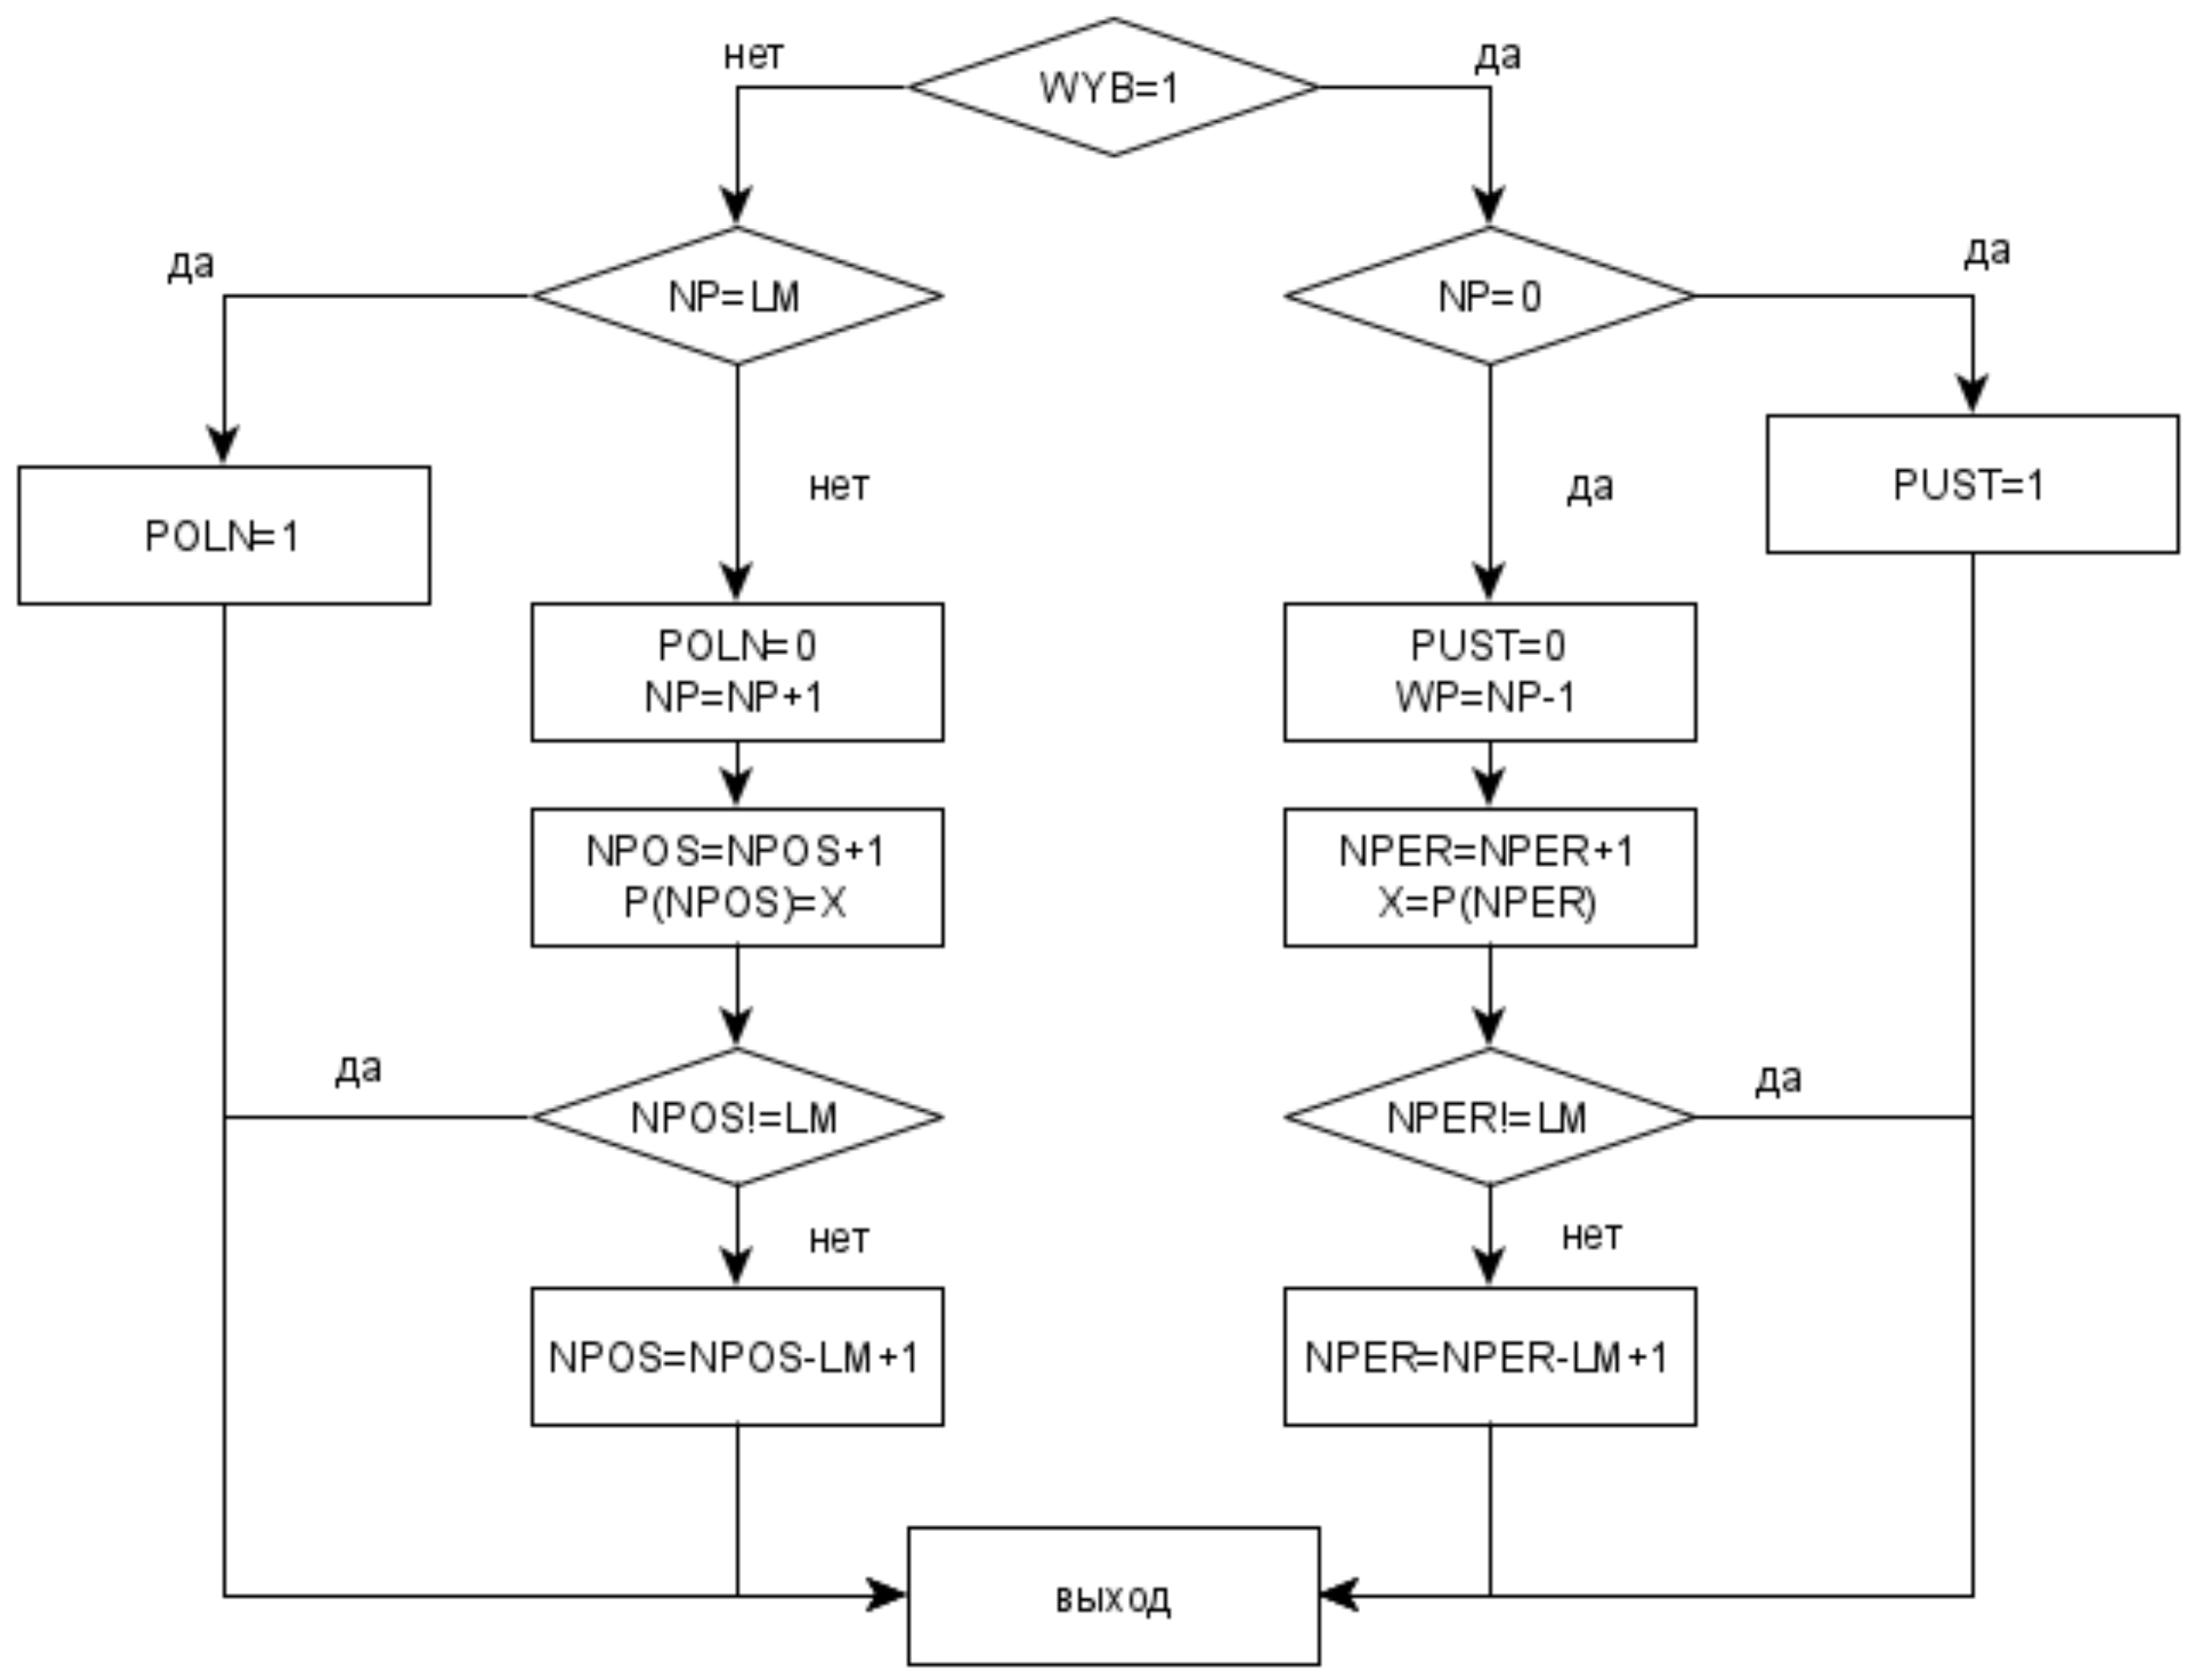 нет
да
WYB=1
да
NP=LM
NP=0
да
POLN=1
нет
да
PUST=1
POLN=0
NP=NP+1
PUST=0
WP=NP-1
NPOS=NPOS+1
P(NPOS)=X
NPER=NPER+1
X=P(NPER)
да
NPOS!=LM
NPER!=LM
да
нет
нет
NPOS=NPOS-LM+1
NPER=NPER-LM+1
выход